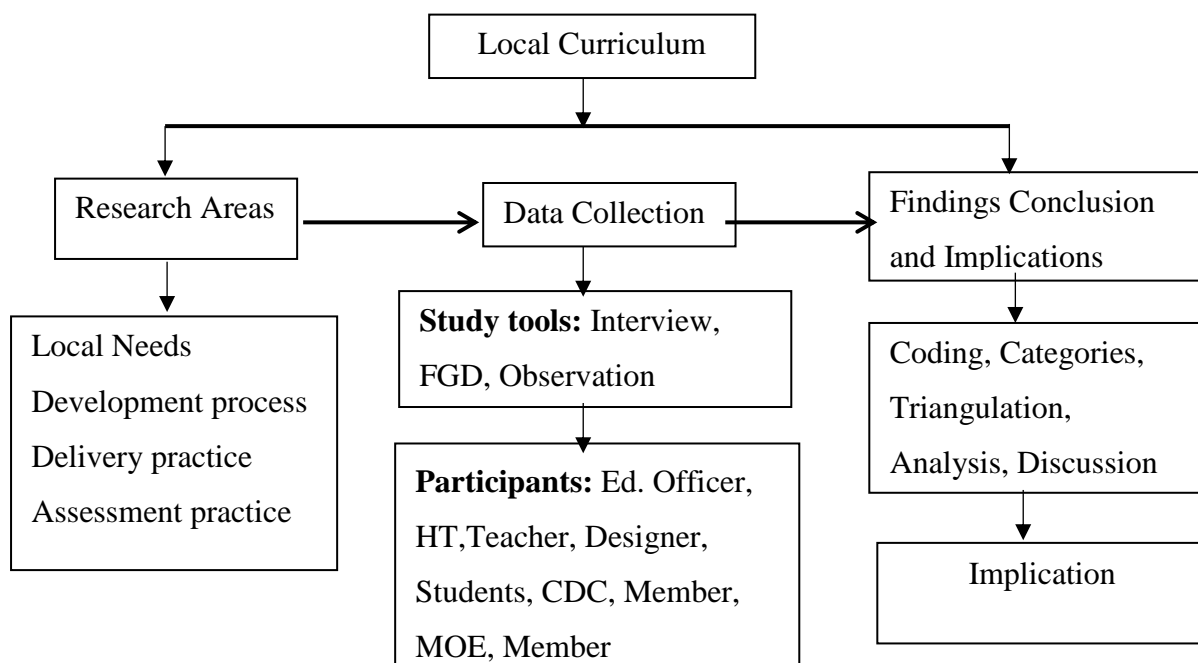 Local Curriculum
Research Areas
Data Collection
Findings Conclusion
and Implications
Local Needs
Development process
Delivery practice
Assessment practice
Study tools: Interview,
FGD, Observation
Participants: Ed. Officer,
HT,Teacher, Designer,
Students, CDC, Member,
MOE, Member
Coding, Categories,
Triangulation,
Analysis, Discussion
Implication